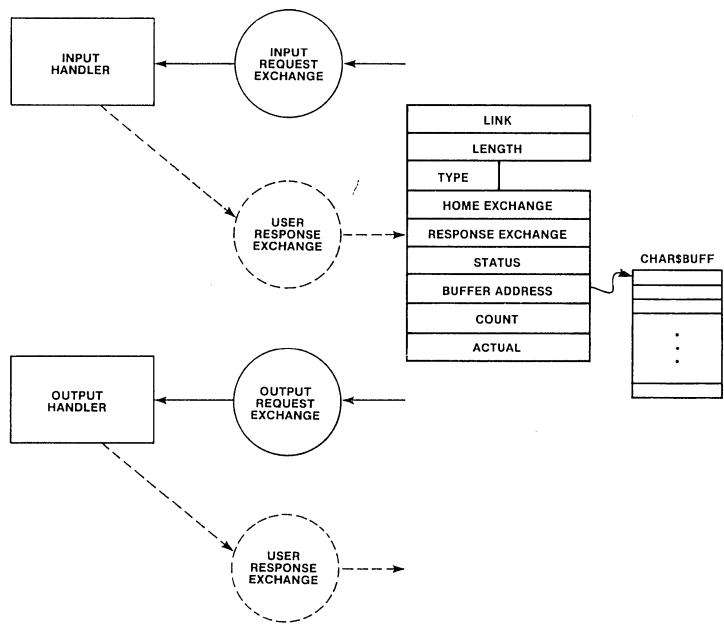 INPUT
HANDLER
INPUT
REQUEST
EXCHANGE
LINK
LENGTH
TYPE
HOME EXCHANGE
RESPONSE EXCHANGE
STATUS
BUFFER ADDRESS
COUNT
ACTUAL
USER
RESPONSE
EXCHANGE
CHAR$BUFF
OUTPUT
HANDLER
OUTPUT
REQUEST
EXCHANGE
USER
RESPONSE
EXCHANGE